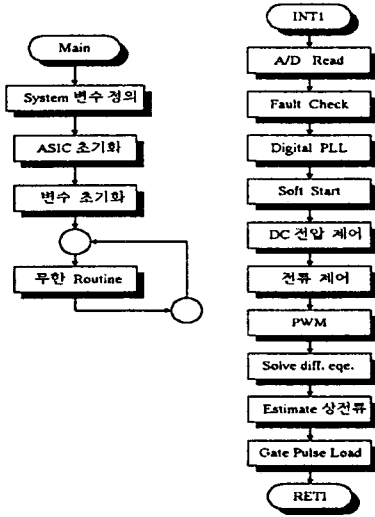 Main
System 변수 정의
ASIC 초기화
변수 초기화
무한 Routine
INT1
A/D Read
Fault Check
Digital PLL
Soft Start
DC 전압 제어
전류 제어
PWM
Solve diff. eqe.
Estimate 상전류
Gate Pulse Load
RETI